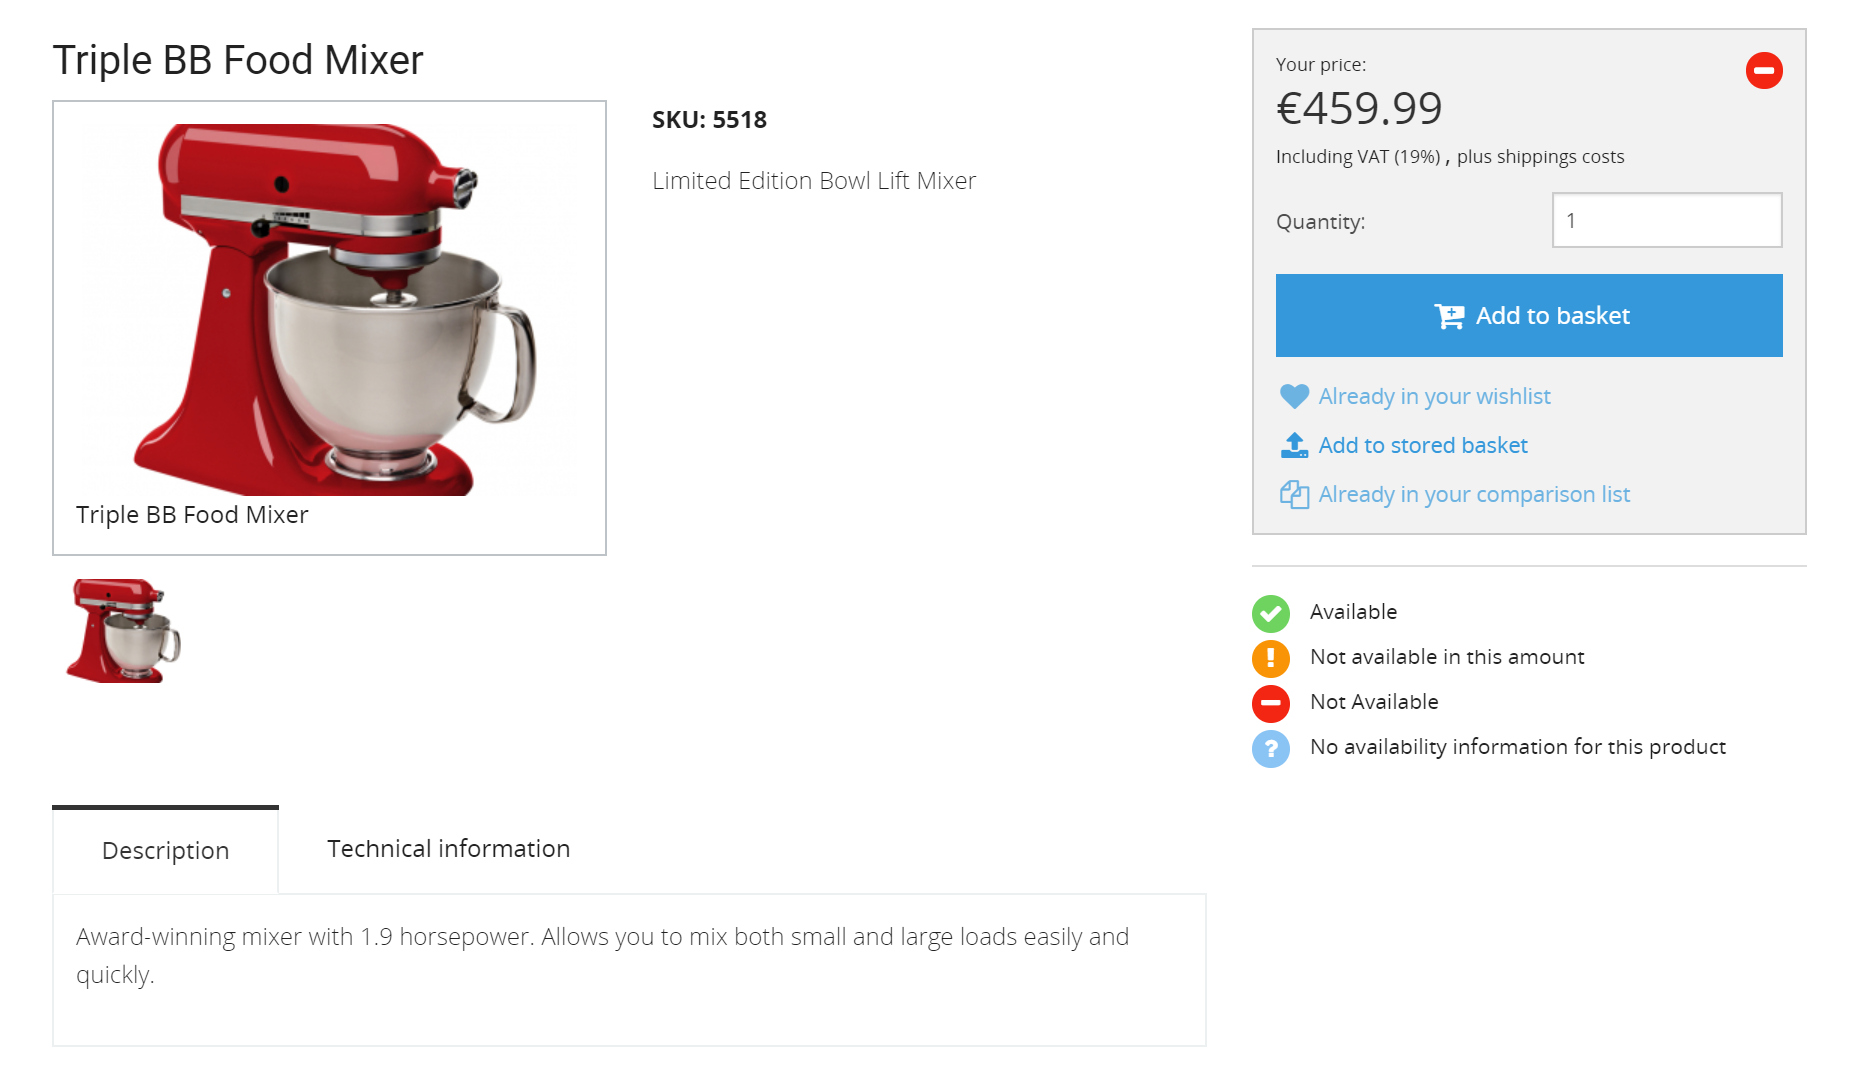 Triple BB Food Mixer
Triple BB Food Mixer
SKU: 5518
Limited Edition Bowl Lift Mixer
Your price:
€459.99
Including VAT (19%) , plus shippings costs
Quantity:
1
Add to basket
Already in your wishlist
Add to stored basket
Already in your comparison list
Available
Not available in this amount
Not Available
No availability information for this product
Description
Technical information
Award-winning mixer with 1.9 horsepower. Allows you to mix both small and large loads easily and
quickly.